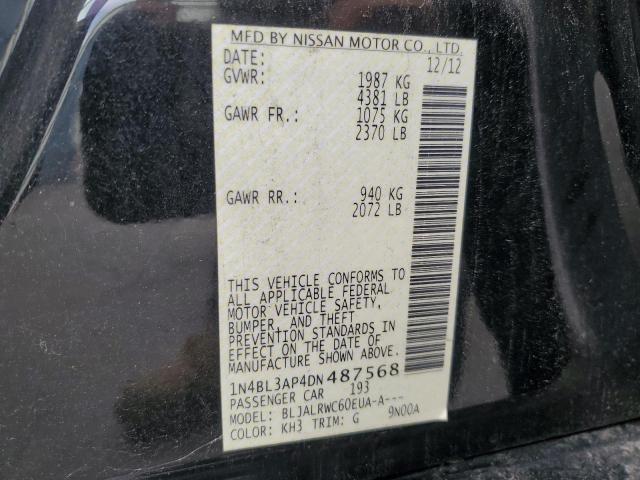 MFD BY NISSAN MOTOR CO., LTD.
DATE: 12/12
GVWR: 1987 KG
4381 LB
GAWR FR.: 1075 KG
2370 LB
GAWR RR.: 940 KG
2072 LB
THIS VEHICLE CONFORMS TO
ALL APPLICABLE FEDERAL
MOTOR VEHICLE SAFETY,
BUMPER, AND THEFT
PREVENTION STANDARDS IN
EFFECT ON THE DATE OF
MANUFACTURE SHOWN ABOVE.
1N4BL3AP4DN487568
PASSENGER CAR 193
MODEL: BLJALRWC60EUA-A---
COLOR: KH3 TRIM: G 9N00A